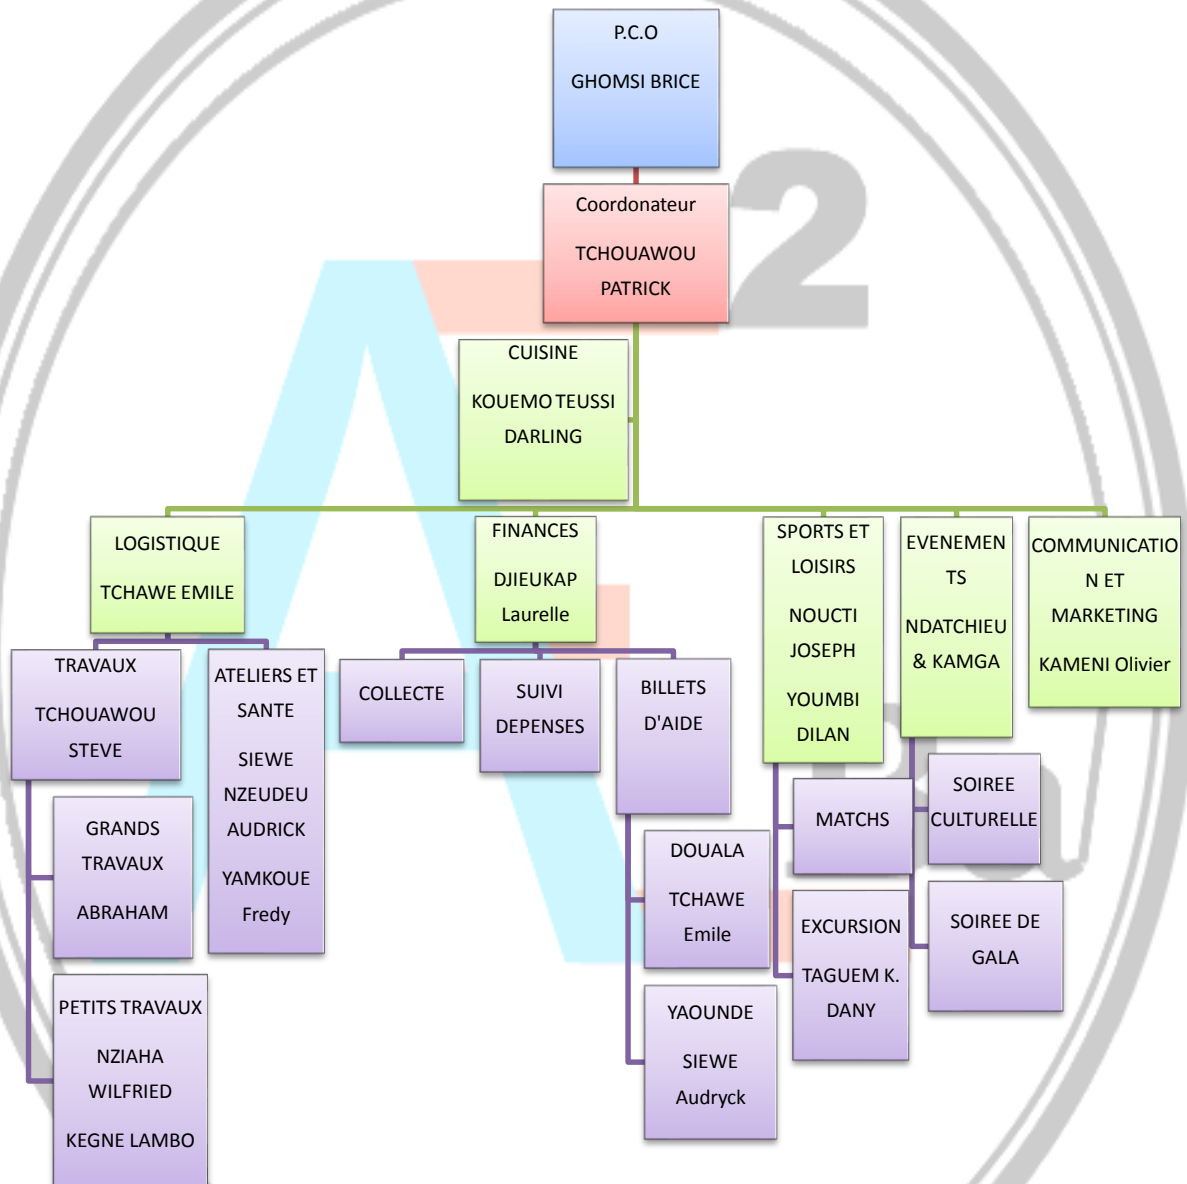 P.C.O
GHOMSI BRICE
Coordonateur
TCHOUAWOU
PATRICK
CUISINE
KOUEMO TEUSSI
DARLING
LOGISTIQUE
TCHAWE EMILE
FINANCES
DJIEUKAP
Laurelle
SPORTS ET
LOISIRS
NOUCTI
JOSEPH
YOUMBI
DILAN
EVENEMEN
TS
NDATCHIEU
& KAMGA
COMMUNICATIO
N ET
MARKETING
KAMENI Olivier
TRAVAUX
TCHOUAWOU
STEVE
ATELIERS ET
SANTE
SIEWE
NZEUDEU
AUDRICK
YAMKOUE
Fredy
COLLECTE
SUIVI
DEPENSES
BILLETS
D'AIDE
GRANDS
TRAVAUX
ABRAHAM
PETITS TRAVAUX
NZIAHA
WILFRIED
KEGNE LAMBO
DOUALA
TCHAWE
Emile
YAOUNDE
SIEWE
Audryck
MATCHS
EXCURSION
TAGUEM K.
DANY
SOIREE
CULTURELLE
SOIREE DE
GALA
2